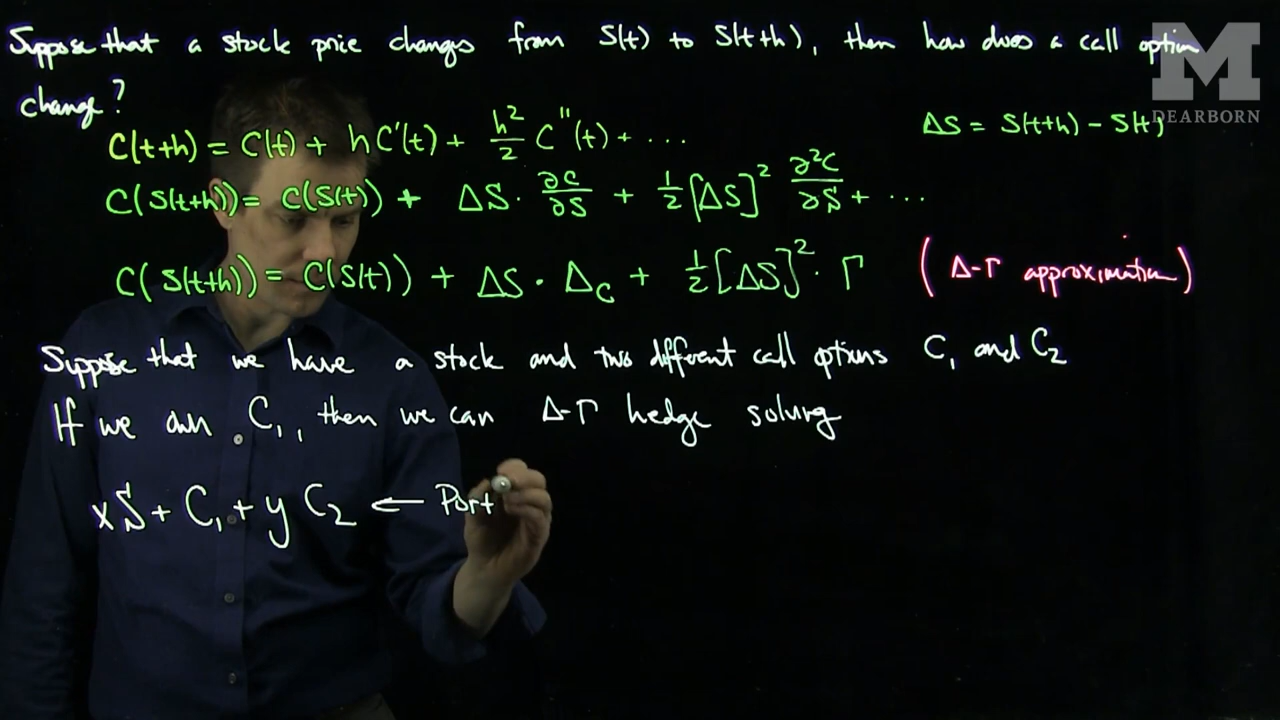 Suppose that a stock price changes from S(t) to S(t+h), then how does a call option
change?
M
DEARBORN
ΔS = S(t+h) - S(t)
C(t+h) = C(t) + hC'(t) + h²/2 C''(t) + ...
C(S(t+h)) = C(S(t)) + ΔS · ∂C/∂S + 1/2 [ΔS]² ∂²C/∂S + ...
C(S(t+h)) = C(S(t)) + ΔS · Δ_C + 1/2 [ΔS]² · Γ (Δ-Γ approximation)
Suppose that we have a stock and two different call options C₁ and C₂
If we own C₁, then we can Δ-Γ hedge solving
xS + C₁ + y C₂ ← Port